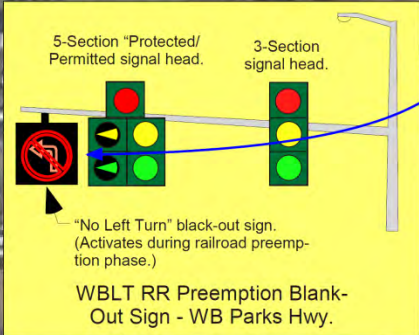 5-Section “Protected/
Permitted signal head.
3-Section
signal head.
“No Left Turn” black-out sign.
(Activates during railroad preemp-
tion phase.)
WBLT RR Preemption Blank-
Out Sign - WB Parks Hwy.